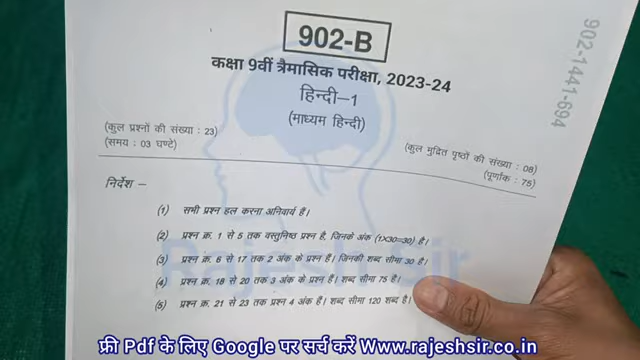 902-B
902-1441-694
कक्षा 9वीं त्रैमासिक परीक्षा, 2023-24
हिन्दी–1
(माध्यम हिन्दी)
(कुल प्रश्नों की संख्या : 23)
(कुल मुद्रित पृष्ठों की संख्या : 08)
(समय : 03 घण्टे)
(पूर्णांक : 75)
निर्देश –
(1) सभी प्रश्न हल करना अनिवार्य हैं।
(2) प्रश्न क्र. 1 से 5 तक वस्तुनिष्ठ प्रश्न है, जिनके अंक (1X30=30) है।
(3) प्रश्न क्र. 6 से 17 तक 2 अंक के प्रश्न हैं। जिनकी शब्द सीमा 30 है।
(4) प्रश्न क्र. 18 से 20 तक 3 अंक के प्रश्न हैं। शब्द सीमा 75 है।
(5) प्रश्न क्र. 21 से 23 तक प्रश्न 4 अंक हैं। शब्द सीमा 120 शब्द है।
Rajesh Sir
फ्री Pdf के लिए Google पर सर्च करें Www.rajeshsir.co.in